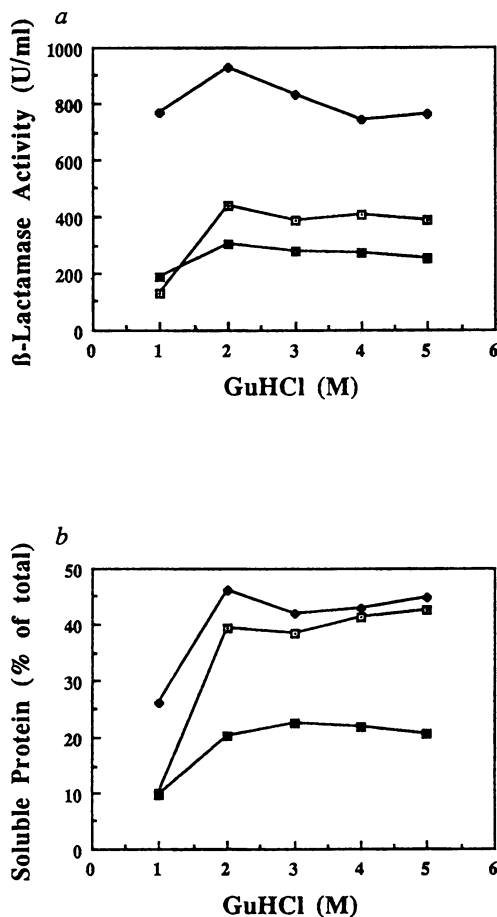 a
ß-Lactamase Activity (U/ml)
1000
800
600
400
200
0
0 1 2 3 4 5 6
GuHCl (M)
b
Soluble Protein (% of total)
50
40
30
20
10
0
0 1 2 3 4 5 6
GuHCl (M)